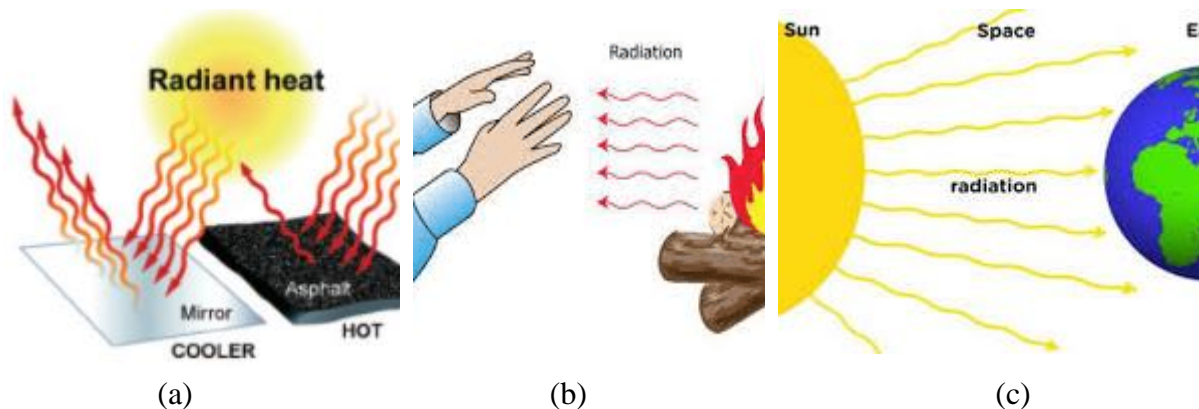 Radiant heat
Mirror
COOLER
Asphalt
HOT
(a)
Radiation
(b)
Sun
Space
E
radiation
(c)